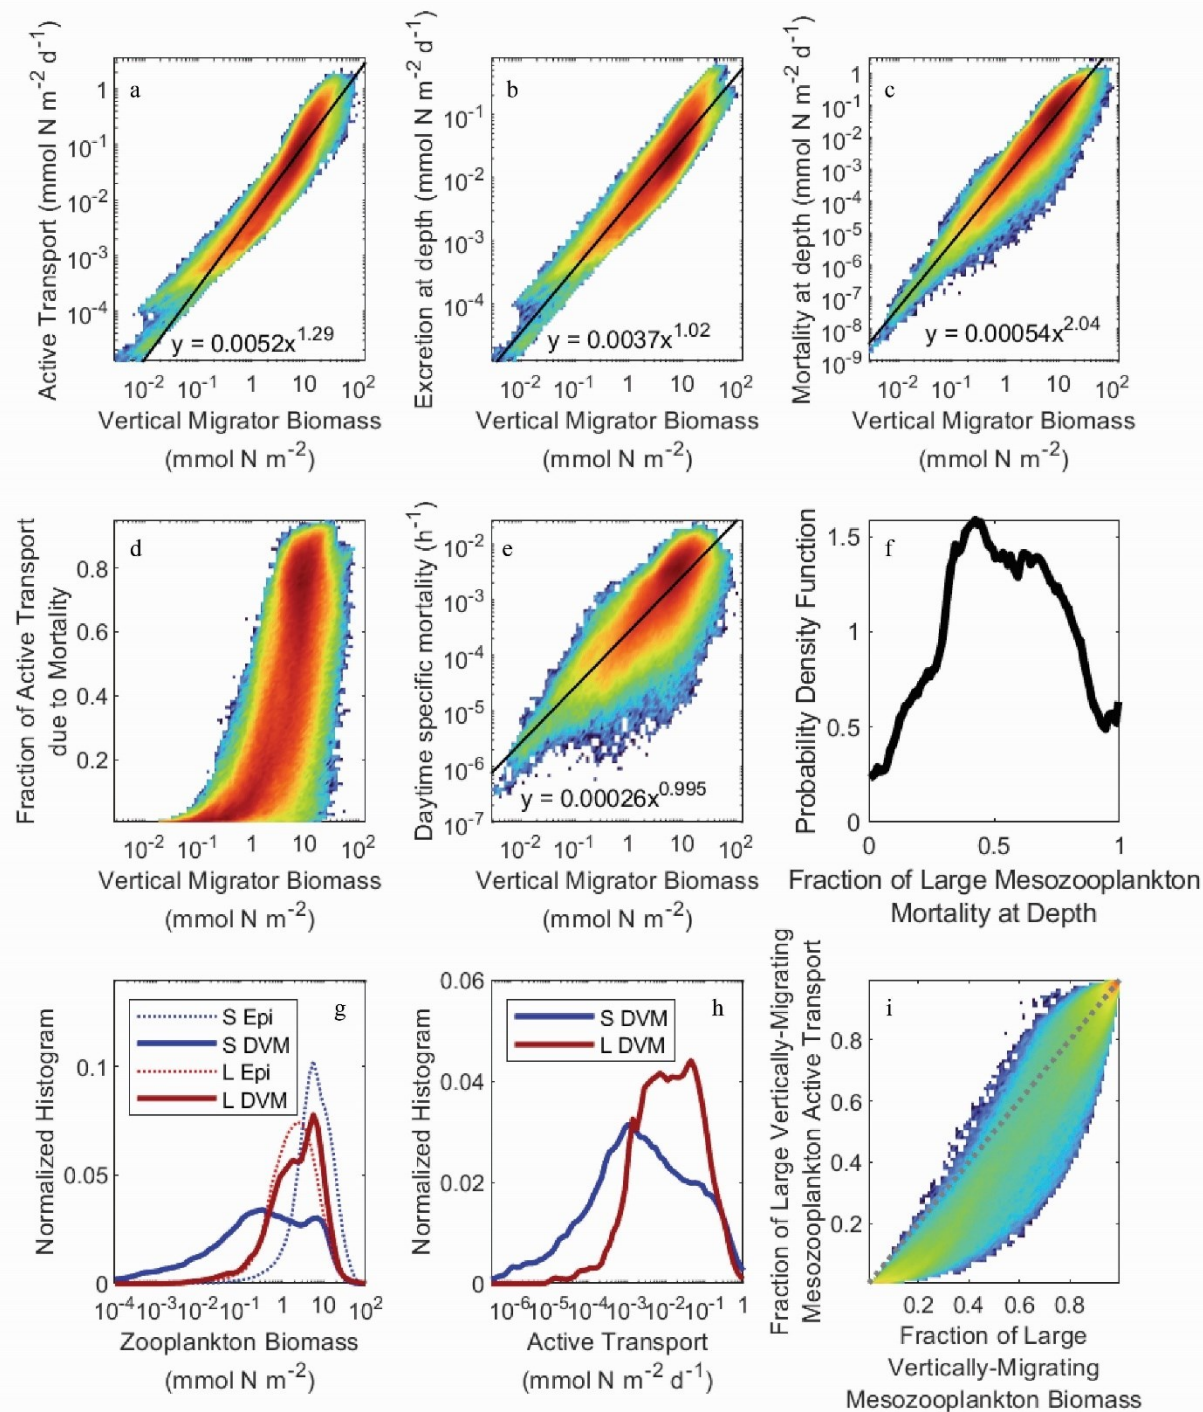 Active Transport (mmol N m-2 d-1)
a
1
10-1
10-2
10-3
10-4
y = 0.0052x1.29
10-2 10-1 1 10 102
Vertical Migrator Biomass
(mmol N m-2)
Excretion at depth (mmol N m-2 d-1)
b
10-1
10-2
10-3
10-4
y = 0.0037x1.02
10-2 10-1 1 10 102
Vertical Migrator Biomass
(mmol N m-2)
Mortality at depth (mmol N m-2 d-1)
c
1
10-1
10-2
10-3
10-4
10-5
10-6
10-7
10-8
10-9
y = 0.00054x2.04
10-2 10-1 1 10 102
Vertical Migrator Biomass
(mmol N m-2)
Fraction of Active Transport
due to Mortality
d
0.8
0.6
0.4
0.2
10-2 10-1 1 10 102
Vertical Migrator Biomass
(mmol N m-2)
Daytime specific mortality (h-1)
e
10-2
10-3
10-4
10-5
10-6
10-7
y = 0.00026x0.995
10-2 10-1 1 10 102
Vertical Migrator Biomass
(mmol N m-2)
Probability Density Function
f
1.5
1
0.5
0
0 0.5 1
Fraction of Large Mesozooplankton
Mortality at Depth
Normalized Histogram
g
S Epi
S DVM
L Epi
L DVM
0.1
0.05
0
10-4 10-3 10-2 10-1 1 10 102
Zooplankton Biomass
(mmol N m-2)
Normalized Histogram
h
S DVM
L DVM
0.06
0.04
0.02
0
10-6 10-5 10-4 10-3 10-2 10-1 1
Active Transport
(mmol N m-2 d-1)
Fraction of Large Vertically-Migrating
Mesozooplankton Active Transport
i
0.8
0.6
0.4
0.2
0.2 0.4 0.6 0.8
Fraction of Large
Vertically-Migrating
Mesozooplankton Biomass